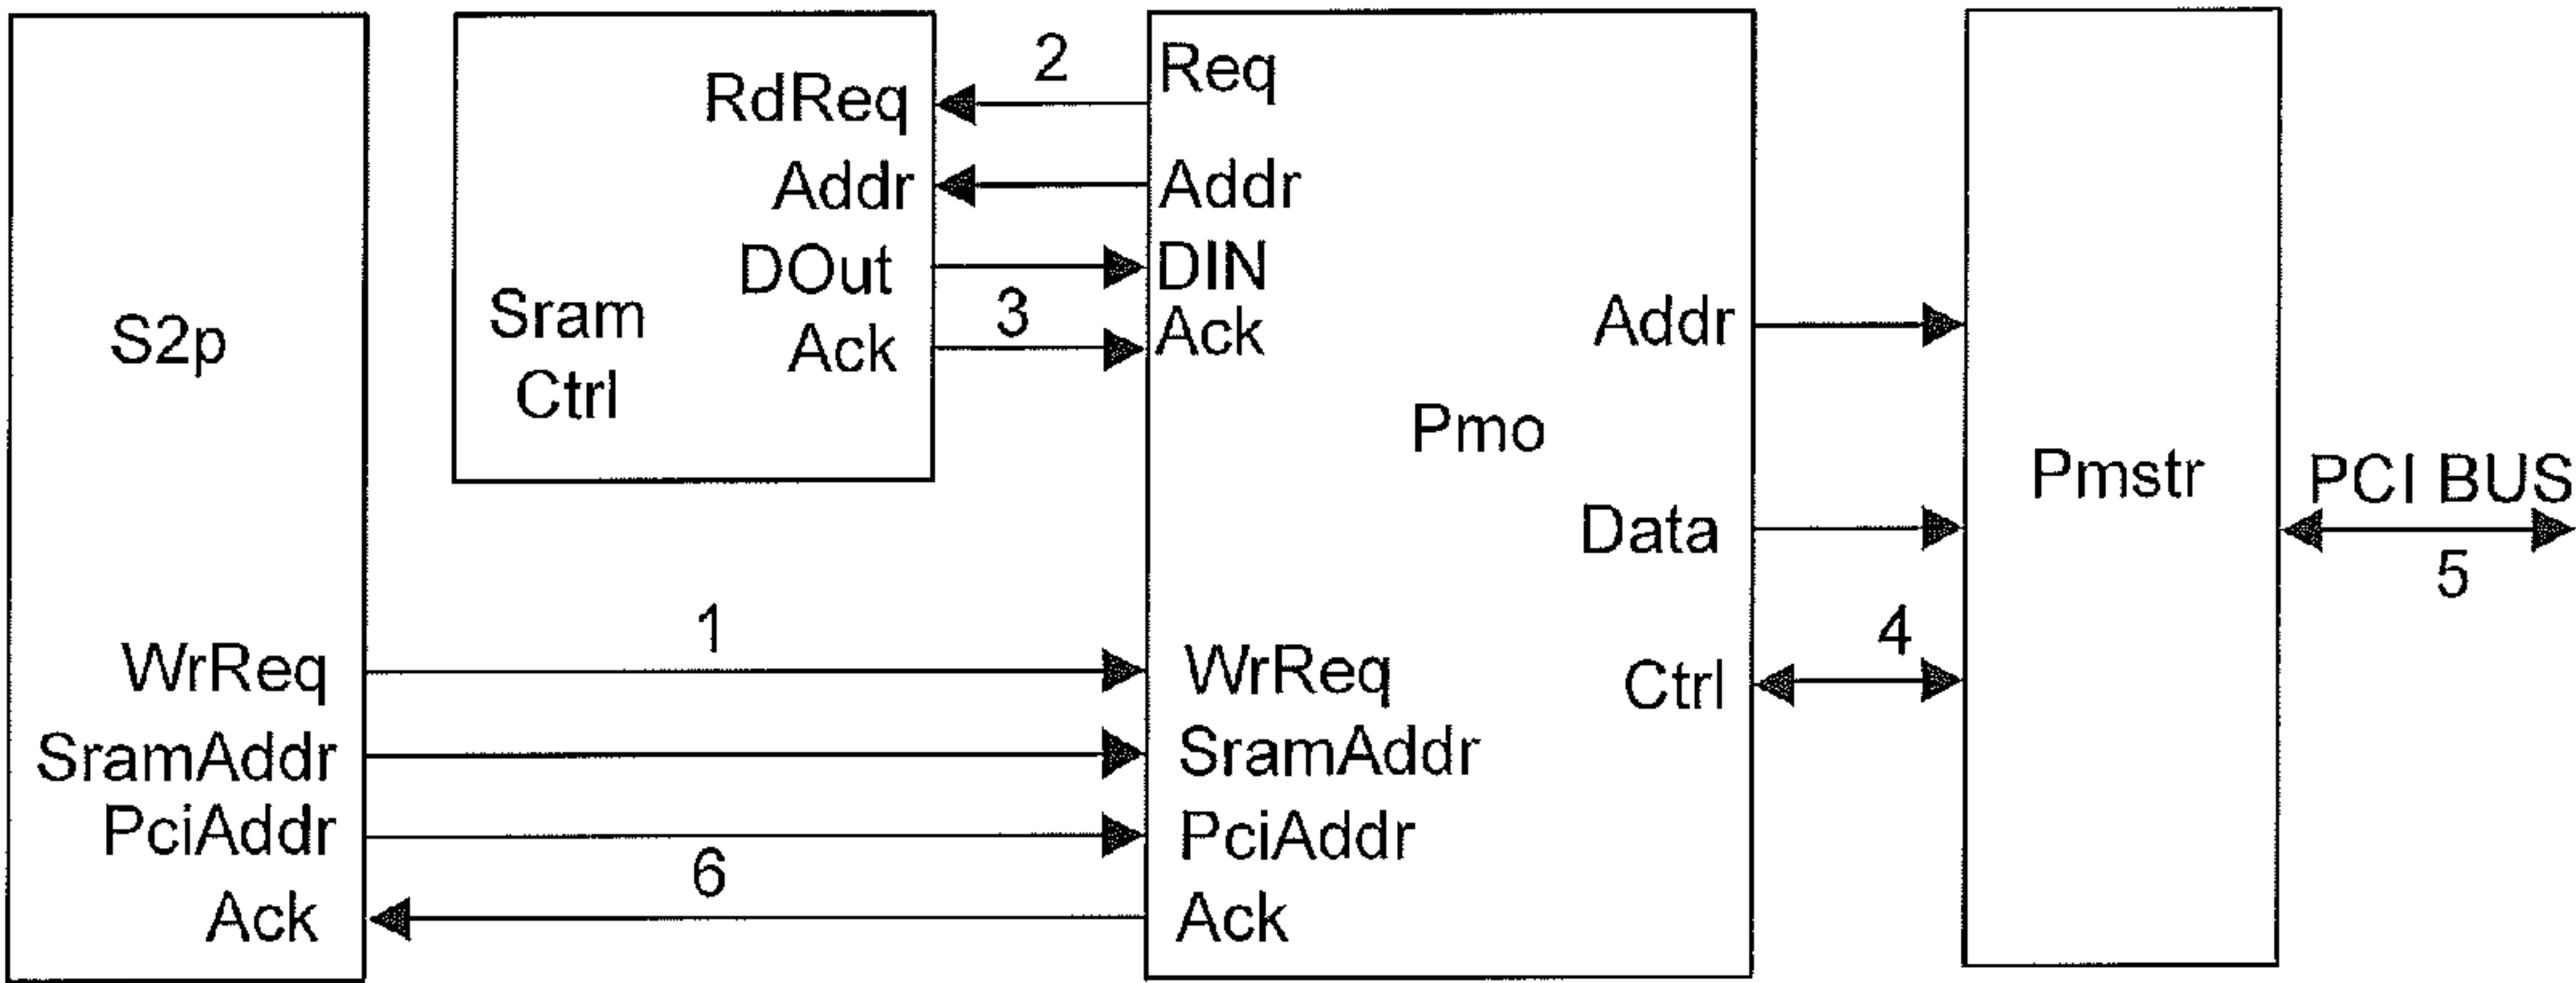 S2p
WrReq
SramAddr
PciAddr
Ack
RdReq
Addr
DOut
Ack
Sram
Ctrl
2
3
1
6
Req
Addr
DIN
Ack
Pmo
WrReq
SramAddr
PciAddr
Ack
Addr
Data
Ctrl
4
Pmstr
PCI BUS
5